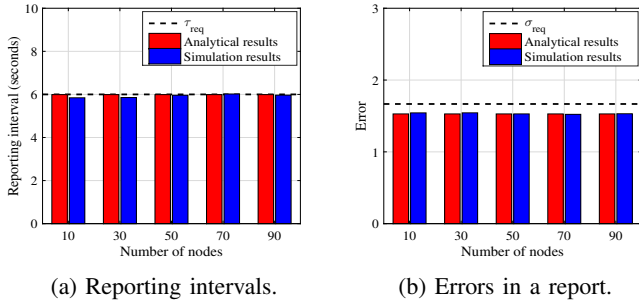 10
8
6
4
2
0
Reporting interval (seconds)
τreq
Analytical results
Simulation results
10 30 50 70 90
Number of nodes
(a) Reporting intervals.
3
2
1
0
Error
σreq
Analytical results
Simulation results
10 30 50 70 90
Number of nodes
(b) Errors in a report.